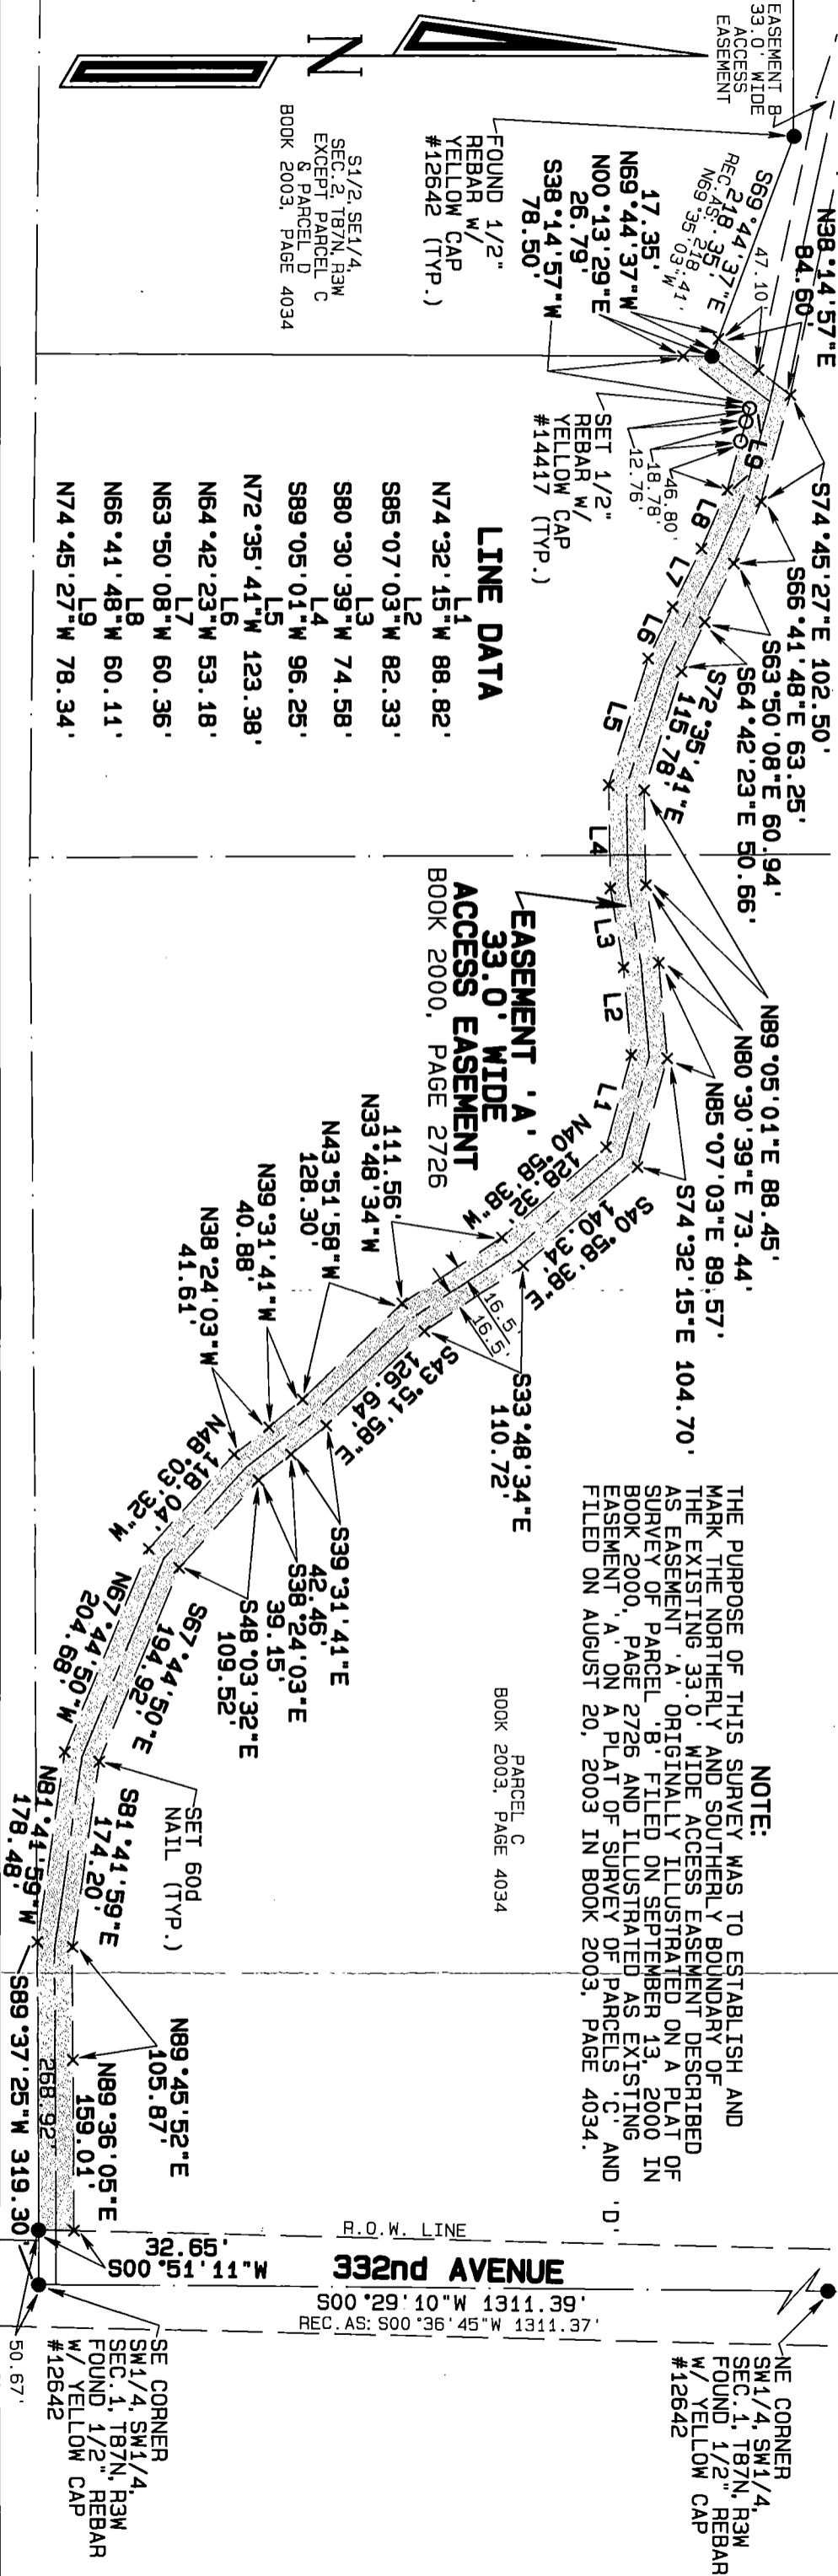 EASEMENT B
33.0' WIDE
ACCESS
EASEMENT
N38°14'57"E
84.60'
S69°44'37"E
218.35'
REC. AS: 218.41'
N69°35'03"W
47.10'
17.35'
N69°44'37"W
N00°13'29"E
26.79'
S38°14'57"W
78.50'
FOUND 1/2"
REBAR W/
YELLOW CAP
#12642 (TYP.)
N
S1/2, SE1/4,
SEC.2, T87N, R3W
EXCEPT PARCEL C
& PARCEL D
BOOK 2003, PAGE 4034
SET 1/2"
REBAR W/
YELLOW CAP
#14417 (TYP.)
46.80'
18.78'
12.76'
L9
L8
L7
L6
L5
L4
L3
L2
L1
S74°45'27"E 102.50'
S66°41'48"E 63.25'
S63°50'08"E 60.94'
S64°42'23"E 50.66'
S72°35'41"E
115.78'
LINE DATA
L1
N74°32'15"W 88.82'
L2
S85°07'03"W 82.33'
L3
S80°30'39"W 74.58'
L4
S89°05'01"W 96.25'
L5
N72°35'41"W 123.38'
L6
N64°42'23"W 53.18'
L7
N63°50'08"W 60.36'
L8
N66°41'48"W 60.11'
L9
N74°45'27"W 78.34'
N89°05'01"E 88.45'
N80°30'39"E 73.44'
N85°07'03"E 89.57'
S74°32'15"E 104.70'
EASEMENT 'A'
33.0' WIDE
ACCESS EASEMENT
BOOK 2000, PAGE 2726
N40°58'38"W
128.32'
S40°58'38"E
140.34'
111.56'
N33°48'34"W
N43°51'58"W
128.30'
N39°31'41"W
40.88'
N38°24'03"W
41.61'
16.5'
16.5'
S33°48'34"E
110.72'
S43°51'58"E
126.64'
S39°31'41"E
42.46'
S38°24'03"E
39.15'
S48°03'32"E
109.52'
N48°03'32"W
118.04'
S67°44'50"E
194.92'
N67°44'50"W
204.68'
SET 60d
NAIL (TYP.)
S81°41'59"E
174.20'
N81°41'59"W
178.48'
NOTE:
THE PURPOSE OF THIS SURVEY WAS TO ESTABLISH AND
MARK THE NORTHERLY AND SOUTHERLY BOUNDARY OF
THE EXISTING 33.0' WIDE ACCESS EASEMENT DESCRIBED
AS EASEMENT 'A' ORIGINALLY ILLUSTRATED ON A PLAT OF
SURVEY OF PARCEL 'B' FILED ON SEPTEMBER 13, 2000 IN
BOOK 2000, PAGE 2726 AND ILLUSTRATED AS EXISTING
EASEMENT 'A' ON A PLAT OF SURVEY OF PARCELS 'C' AND 'D'
FILED ON AUGUST 20, 2003 IN BOOK 2003, PAGE 4034.
PARCEL C
BOOK 2003, PAGE 4034
N89°45'52"E
105.87'
N89°36'05"E
159.01'
268.92'
S89°37'25"W 319.30'
32.65'
S00°51'11"W
R.O.W. LINE
332nd AVENUE
S00°29'10"W 1311.39'
REC. AS: S00°36'45"W 1311.37'
NE CORNER
SW1/4, SW1/4,
SEC.1, T87N, R3W
FOUND 1/2" REBAR
W/ YELLOW CAP
#12642
SE CORNER
SW1/4, SW1/4,
SEC.1, T87N, R3W
FOUND 1/2" REBAR
W/ YELLOW CAP
#12642
50.67'